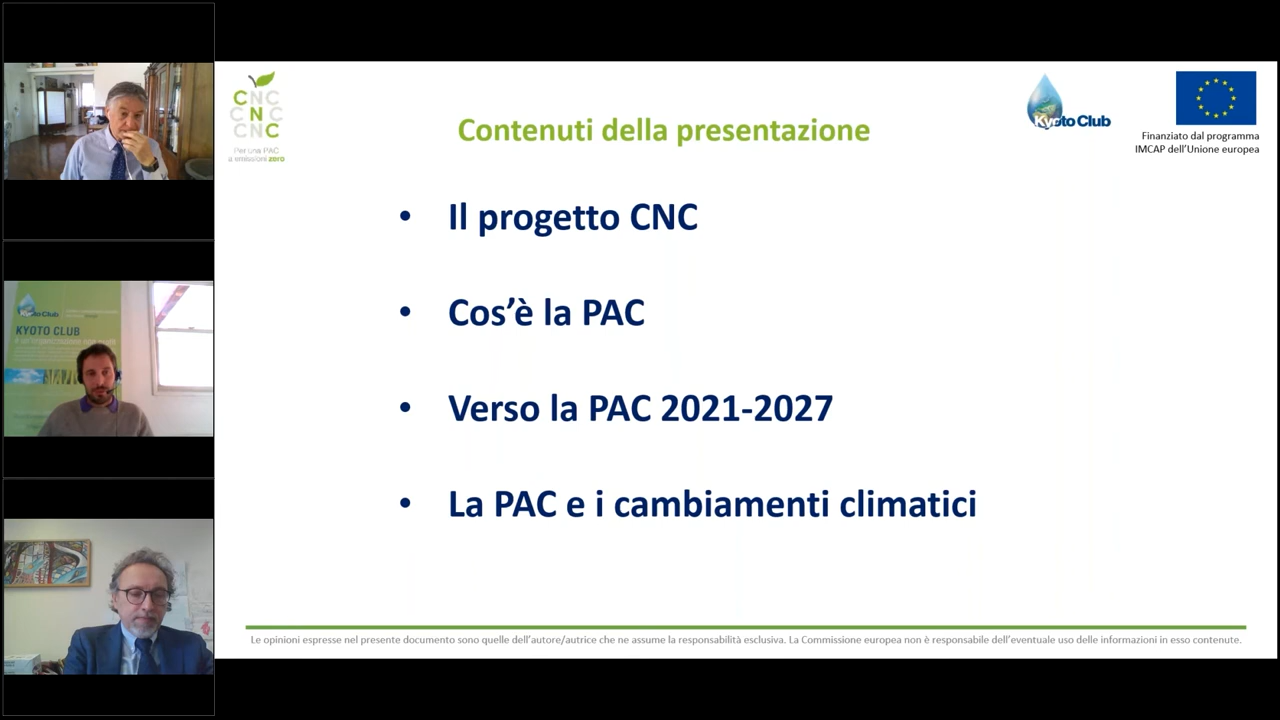 CNC
CNC
CNC
Per una PAC
a emissioni zero
Contenuti della presentazione
Kyoto Club
Finanziato dal programma
IMCAP dell'Unione europea
• Il progetto CNC
• Cos'è la PAC
• Verso la PAC 2021-2027
• La PAC e i cambiamenti climatici
Le opinioni espresse nel presente documento sono quelle dell'autore/autrice che ne assume la responsabilità esclusiva. La Commissione europea non è responsabile dell'eventuale uso delle informazioni in esso contenute.
Kyoto Club
KYOTO CLUB